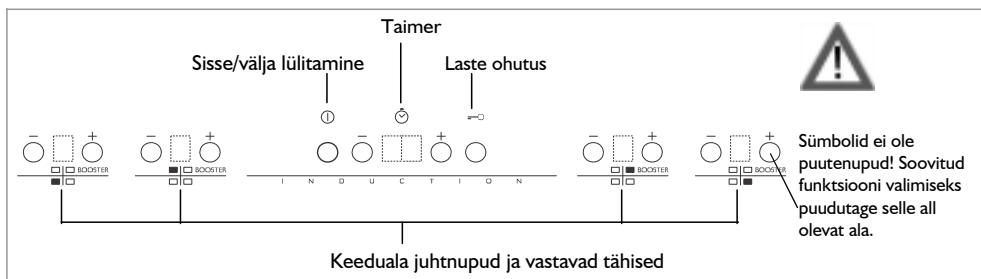 Taimer
Sisse/välja lülitamine
Laste ohutus
− + − + − + − + − +
BOOSTER BOOSTER BOOSTER BOOSTER
I N D U C T I O N
Sümbolid ei ole
puutenupud! Soovitud
funktsiooni valimiseks
puudutage selle all
olevat ala.
Keeduala juhtnupud ja vastavad tähised